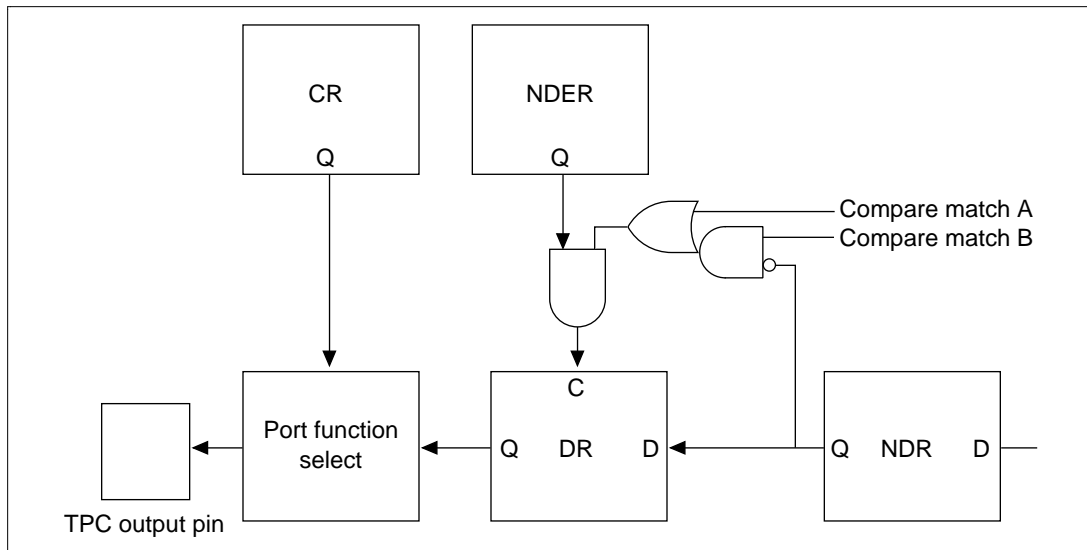 CR
NDER
Q
Q
Compare match A
Compare match B
C
Port function
select
Q
DR
D
Q
NDR
D
TPC output pin